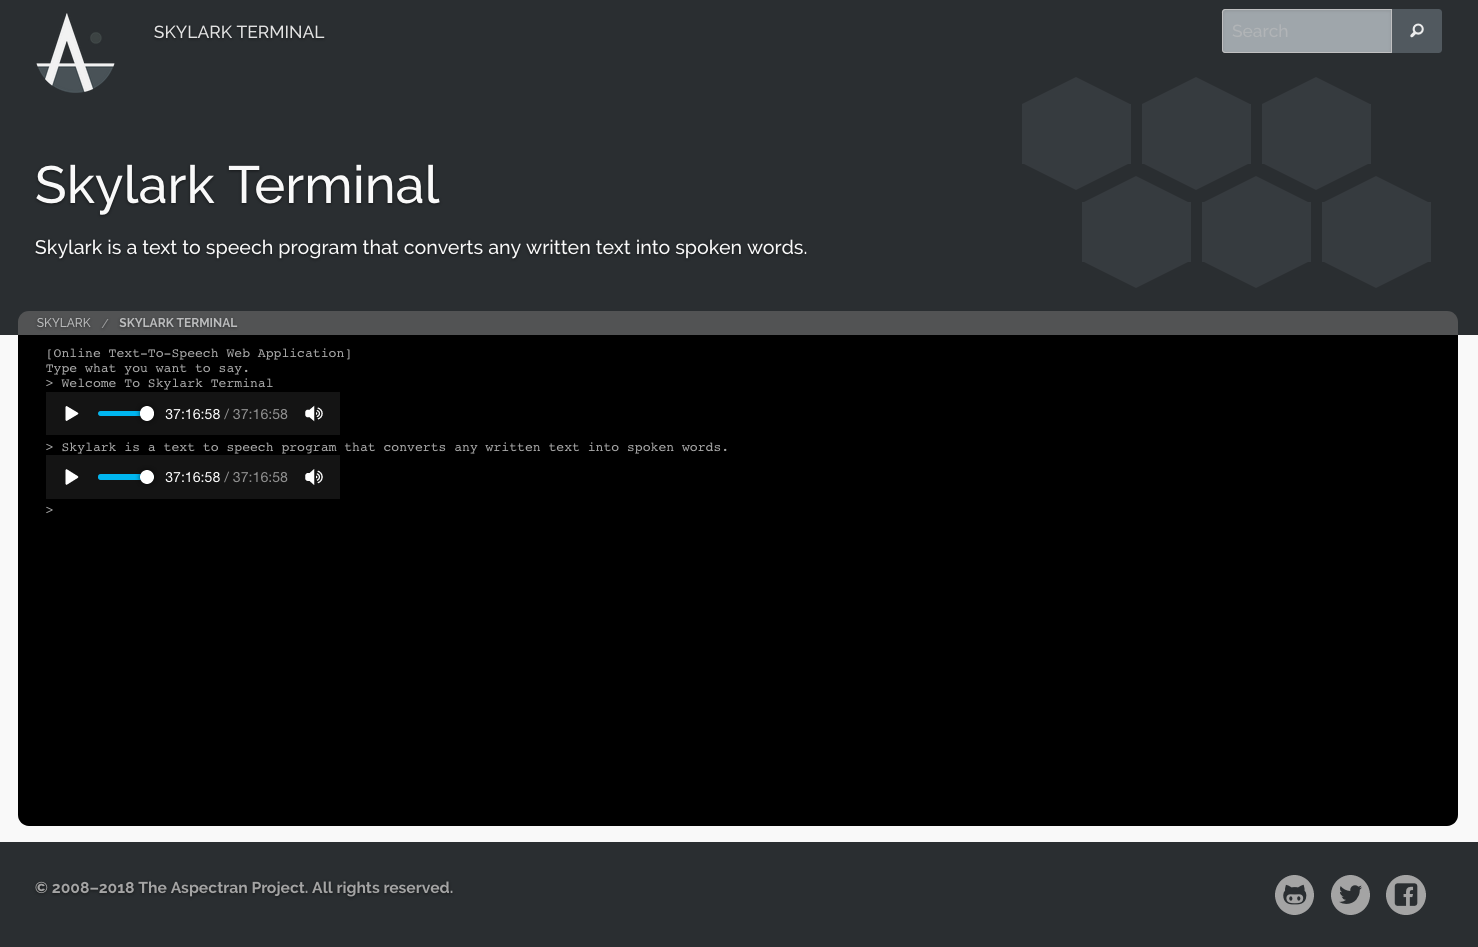 SKYLARK TERMINAL
Search
Skylark Terminal
Skylark is a text to speech program that converts any written text into spoken words.
SKYLARK / SKYLARK TERMINAL
[Online Text-To-Speech Web Application]
Type what you want to say.
> Welcome To Skylark Terminal
37:16:58 / 37:16:58
> Skylark is a text to speech program that converts any written text into spoken words.
37:16:58 / 37:16:58
>
© 2008–2018 The Aspectran Project. All rights reserved.